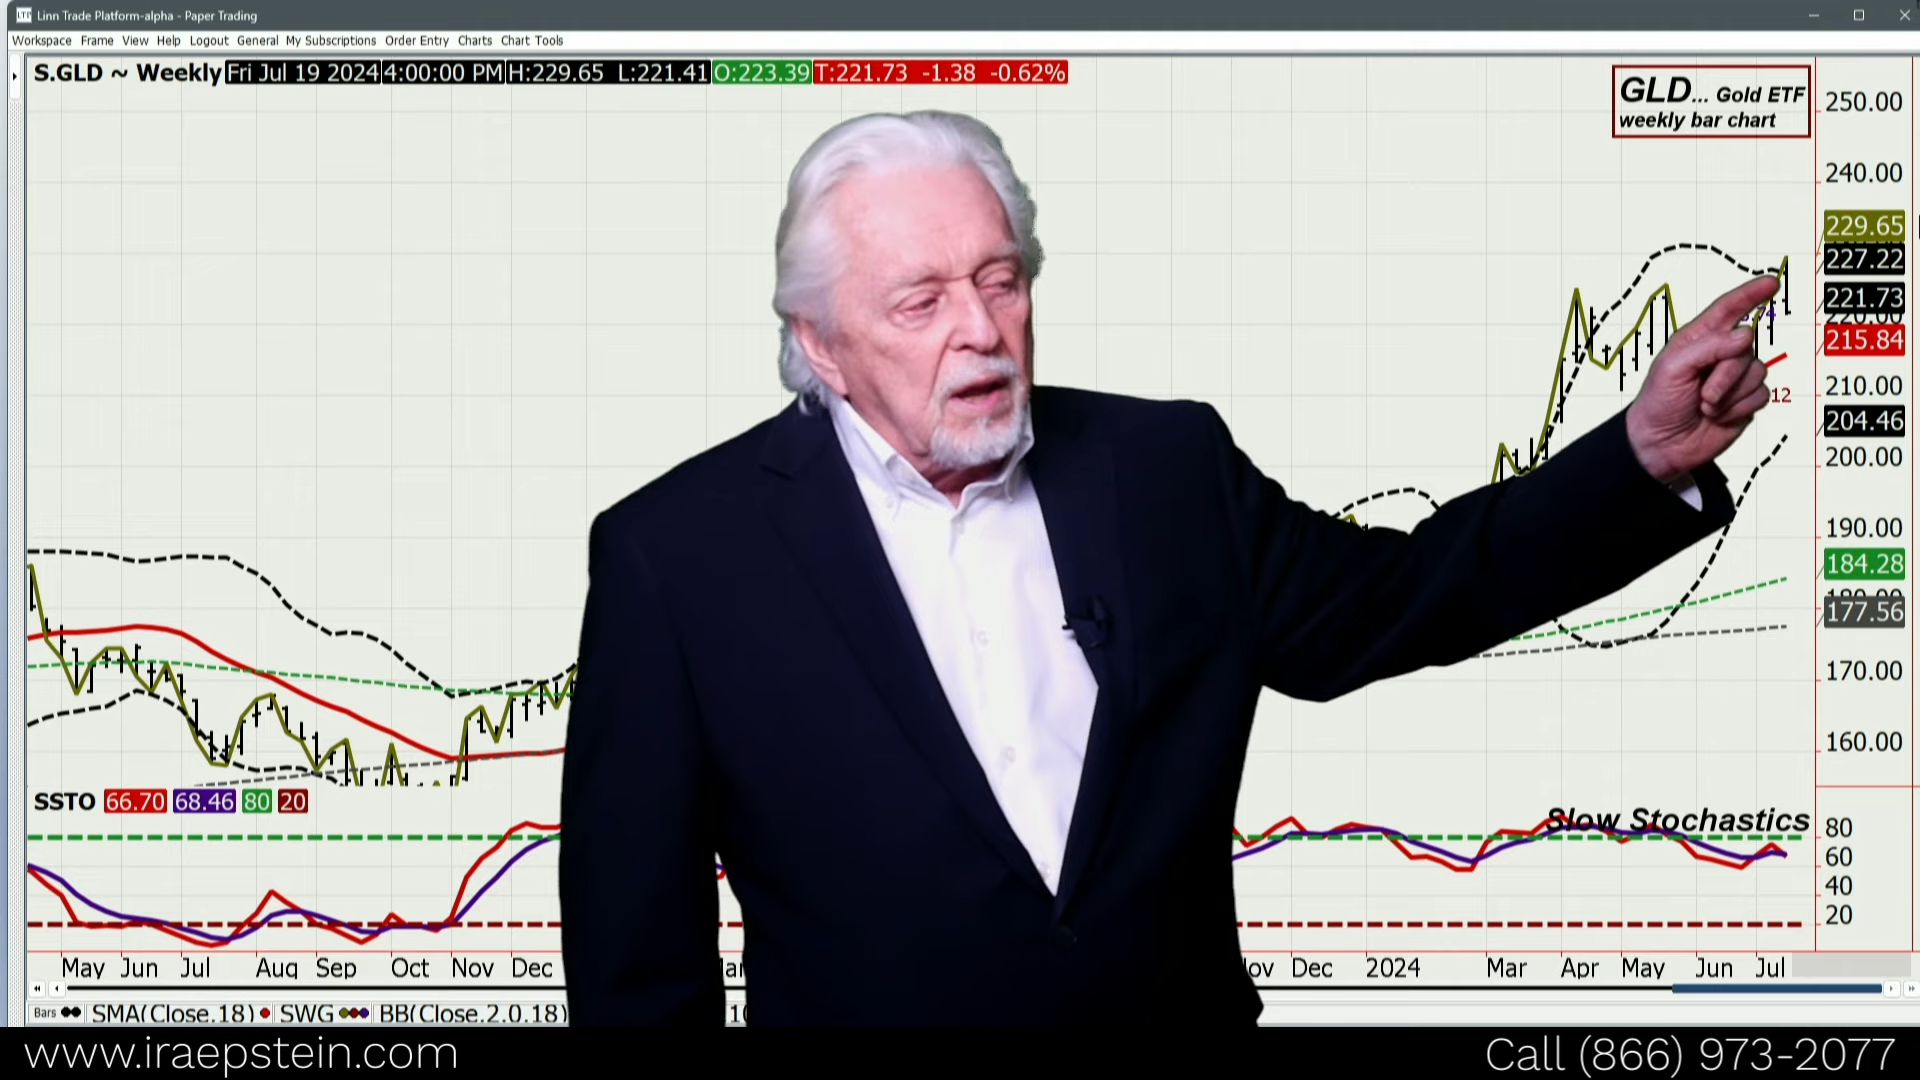 Linn Trade Platform-alpha - Paper Trading
Workspace Frame View Help Logout General My Subscriptions Order Entry Charts Chart Tools
S.GLD ~ Weekly Fri Jul 19 2024 4:00:00 PM H:229.65 L:221.41 O:223.39 T:221.73 -1.38 -0.62%
GLD... Gold ETF
weekly bar chart
250.00
240.00
229.65
227.22
221.73
220.00
215.84
12
210.00
204.46
200.00
190.00
184.28
180.00
177.56
170.00
160.00
SSTO 66.70 68.46 80 20
Slow Stochastics
80
60
40
20
May Jun Jul Aug Sep Oct Nov Dec Dec 2024 Mar Apr May Jun Jul
Bars SMA(Close,18) SWG BB(Close,2.0,18)
www.iraepstein.com
Call (866) 973-2077